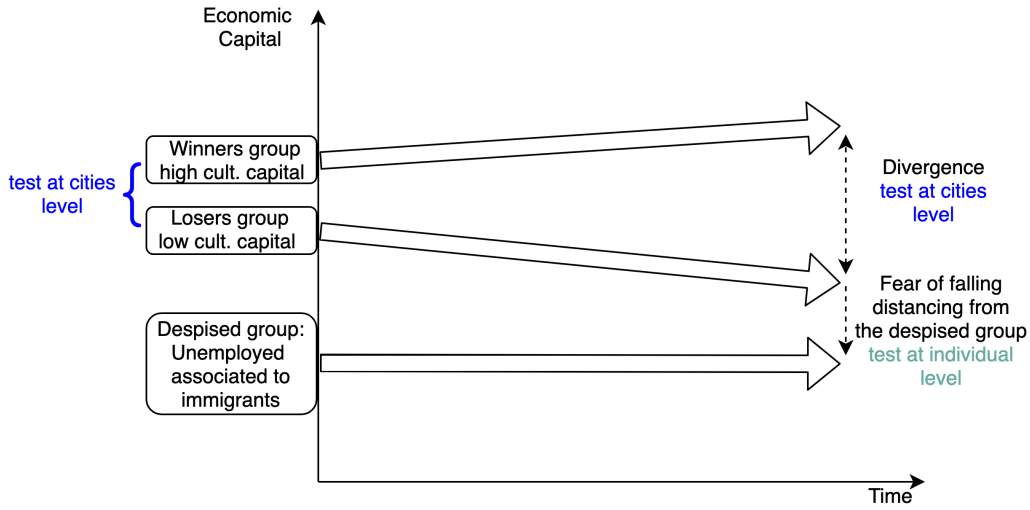 Economic
Capital
Winners group
high cult. capital
test at cities
level
Losers group
low cult. capital
Divergence
test at cities
level
Fear of falling
distancing from
the despised group
test at individual
level
Despised group:
Unemployed
associated to
immigrants
Time